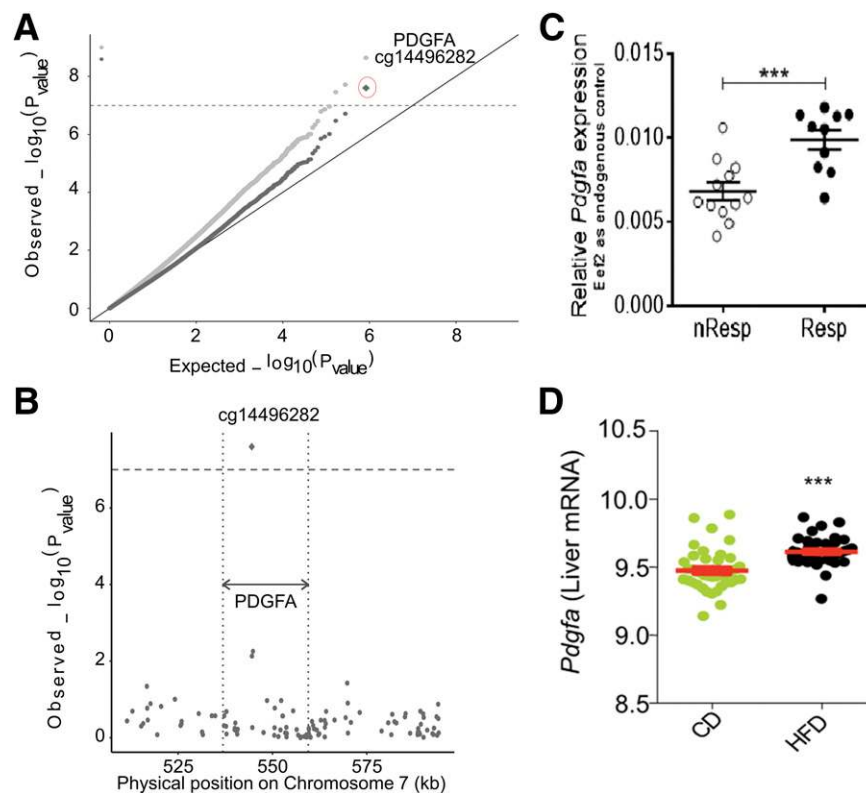 A
PDGFA
cg14496282
Observed _ log10(Pvalue)
8
6
4
2
0
0
2
4
6
8
Expected _ log10(Pvalue)
B
cg14496282
Observed _ log10(Pvalue)
6
4
2
0
PDGFA
525
550
575
Physical position on Chromosome 7 (kb)
C
Relative Pdgfa expression
E ef2 as endogenous control
0.015
0.010
0.005
0.000
***
nResp
Resp
D
Pdgfa (Liver mRNA)
10.5
10.0
9.5
9.0
8.5
***
CD
HFD